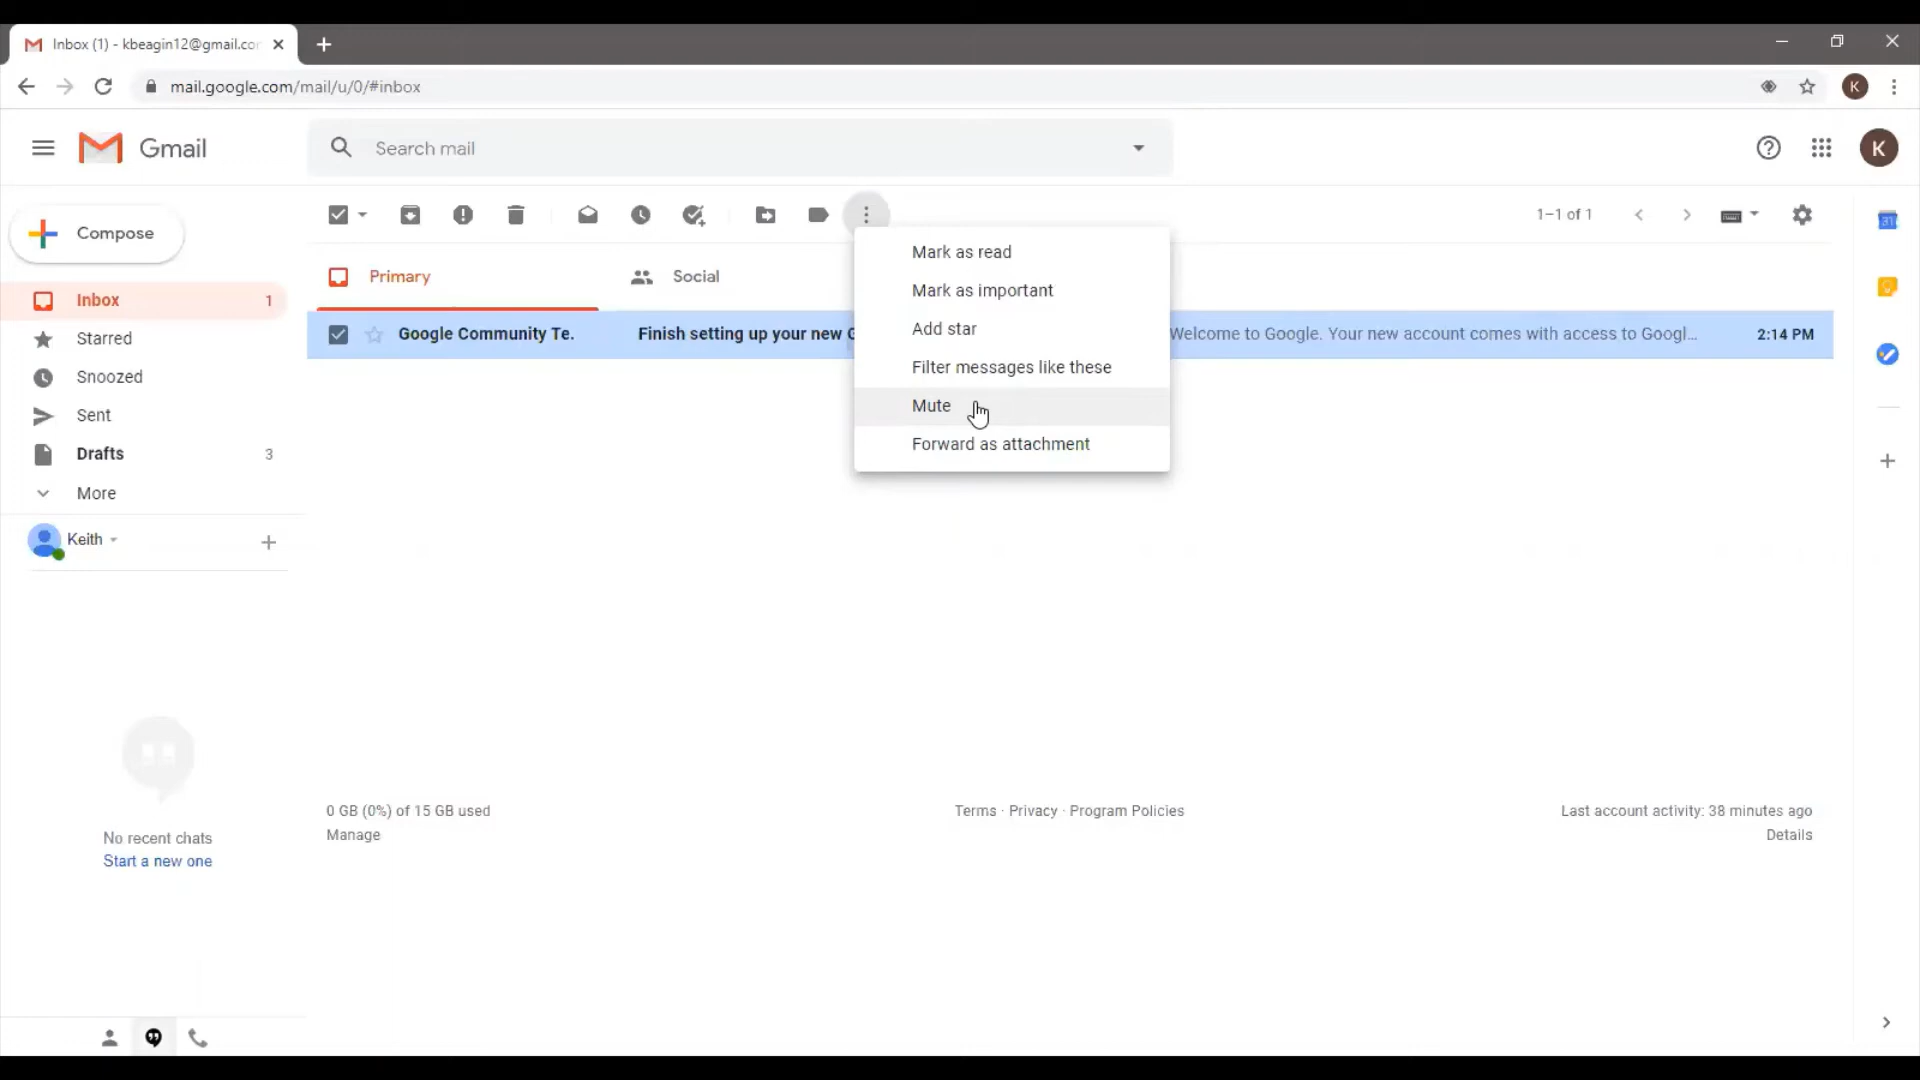 Inbox (1) - kbeagin12@gmail.co
mail.google.com/mail/u/0/#inbox
K
Gmail
Search mail
K
Compose
1–1 of 1
31
Mark as read
Mark as important
Add star
Filter messages like these
Mute
Forward as attachment
Primary
Social
Inbox 1
Starred
Snoozed
Sent
Drafts 3
More
Google Community Te. Finish setting up your new Welcome to Google. Your new account comes with access to Googl... 2:14 PM
Keith
No recent chats
Start a new one
0 GB (0%) of 15 GB used
Manage
Terms · Privacy · Program Policies
Last account activity: 38 minutes ago
Details